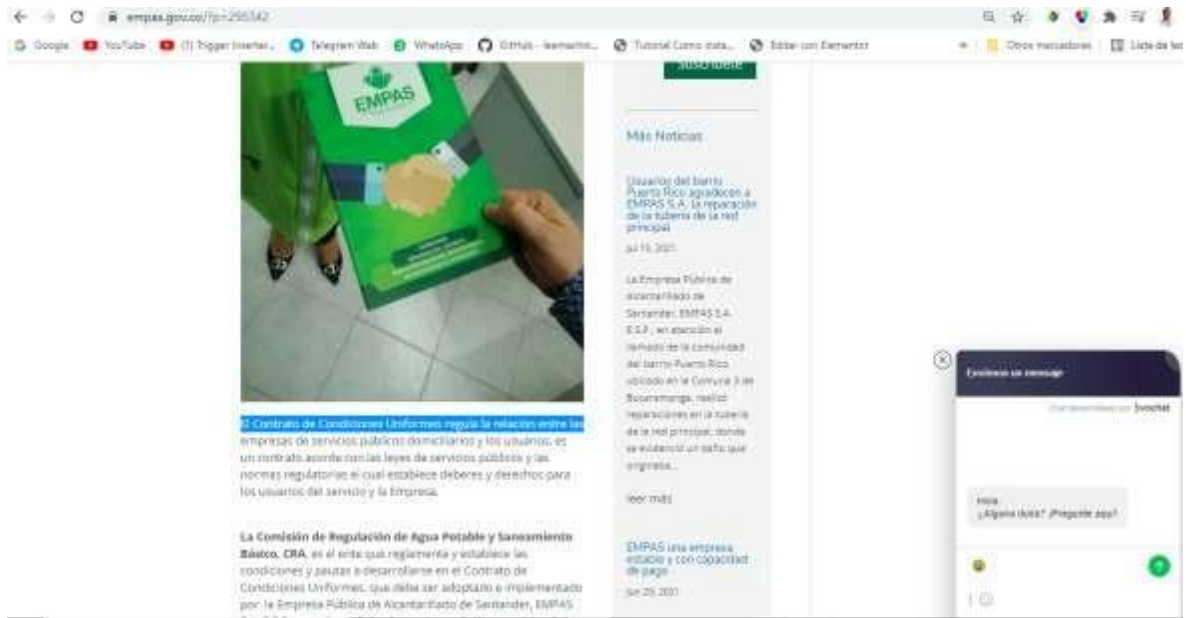 empas.gov.co/?p=295342
Google
YouTube
(1) Trigger
Telegram Web
WhatsApp
GitHub
Tutorial Como
Editar con Elementor
Otros marcadores
Lista de
EMPAS
El Contrato de Condiciones Uniformes regula la relación entre las
empresas de servicios públicos domiciliarios y los usuarios, es
un contrato acorde con las leyes de servicios públicos y las
normas regulatorias el cual establece deberes y derechos para
los usuarios del servicio y la Empresa.
La Comisión de Regulación de Agua Potable y Saneamiento
Básico, CRA, es el ente que reglamenta y establece las
condiciones y pautas a desarrollarse en el Contrato de
Condiciones Uniformes, que debe ser adoptado e implementado
por la Empresa Pública de Alcantarillado de Santander, EMPAS
Suscríbete
Más Noticias
Usuarios del barrio
Puerto Rico agradecen a
EMPAS S.A. la reparación
de la tubería de la red
principal
2021
La Empresa Pública de
Alcantarillado de
Santander, EMPAS S.A.
E.S.P., en atención al
llamado de la comunidad
del barrio Puerto Rico
ubicado en la Comuna 3 de
Bucaramanga, realizó
reparaciones en la tubería
de la red principal, donde
se evidenció un daño que
originaba...
leer más
EMPAS una empresa
estable y con capacidad
de pago
Jun 29, 2021
Envíenos un mensaje
Hola,
¿Alguna duda? ¡Pregunte aquí!